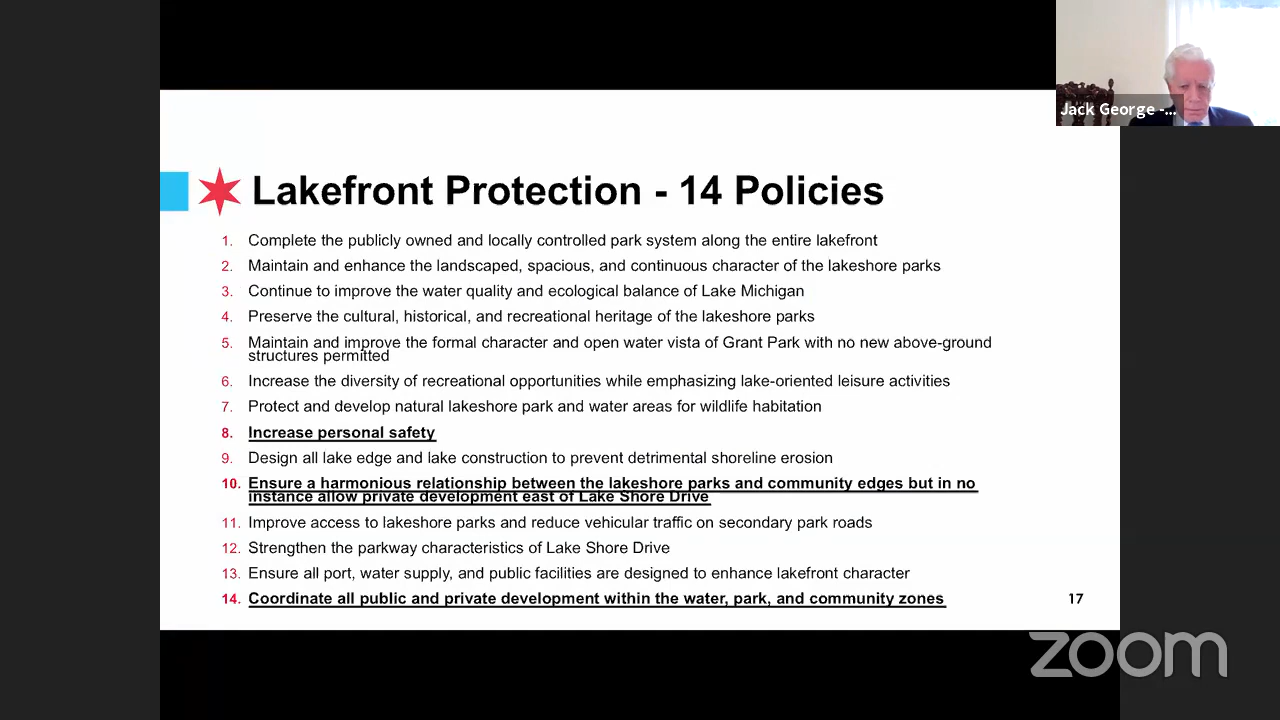 Jack George -...
Lakefront Protection - 14 Policies
1. Complete the publicly owned and locally controlled park system along the entire lakefront
2. Maintain and enhance the landscaped, spacious, and continuous character of the lakeshore parks
3. Continue to improve the water quality and ecological balance of Lake Michigan
4. Preserve the cultural, historical, and recreational heritage of the lakeshore parks
5. Maintain and improve the formal character and open water vista of Grant Park with no new above-ground
structures permitted
6. Increase the diversity of recreational opportunities while emphasizing lake-oriented leisure activities
7. Protect and develop natural lakeshore park and water areas for wildlife habitation
8. Increase personal safety
9. Design all lake edge and lake construction to prevent detrimental shoreline erosion
10. Ensure a harmonious relationship between the lakeshore parks and community edges but in no
instance allow private development east of Lake Shore Drive
11. Improve access to lakeshore parks and reduce vehicular traffic on secondary park roads
12. Strengthen the parkway characteristics of Lake Shore Drive
13. Ensure all port, water supply, and public facilities are designed to enhance lakefront character
14. Coordinate all public and private development within the water, park, and community zones
17
zoom